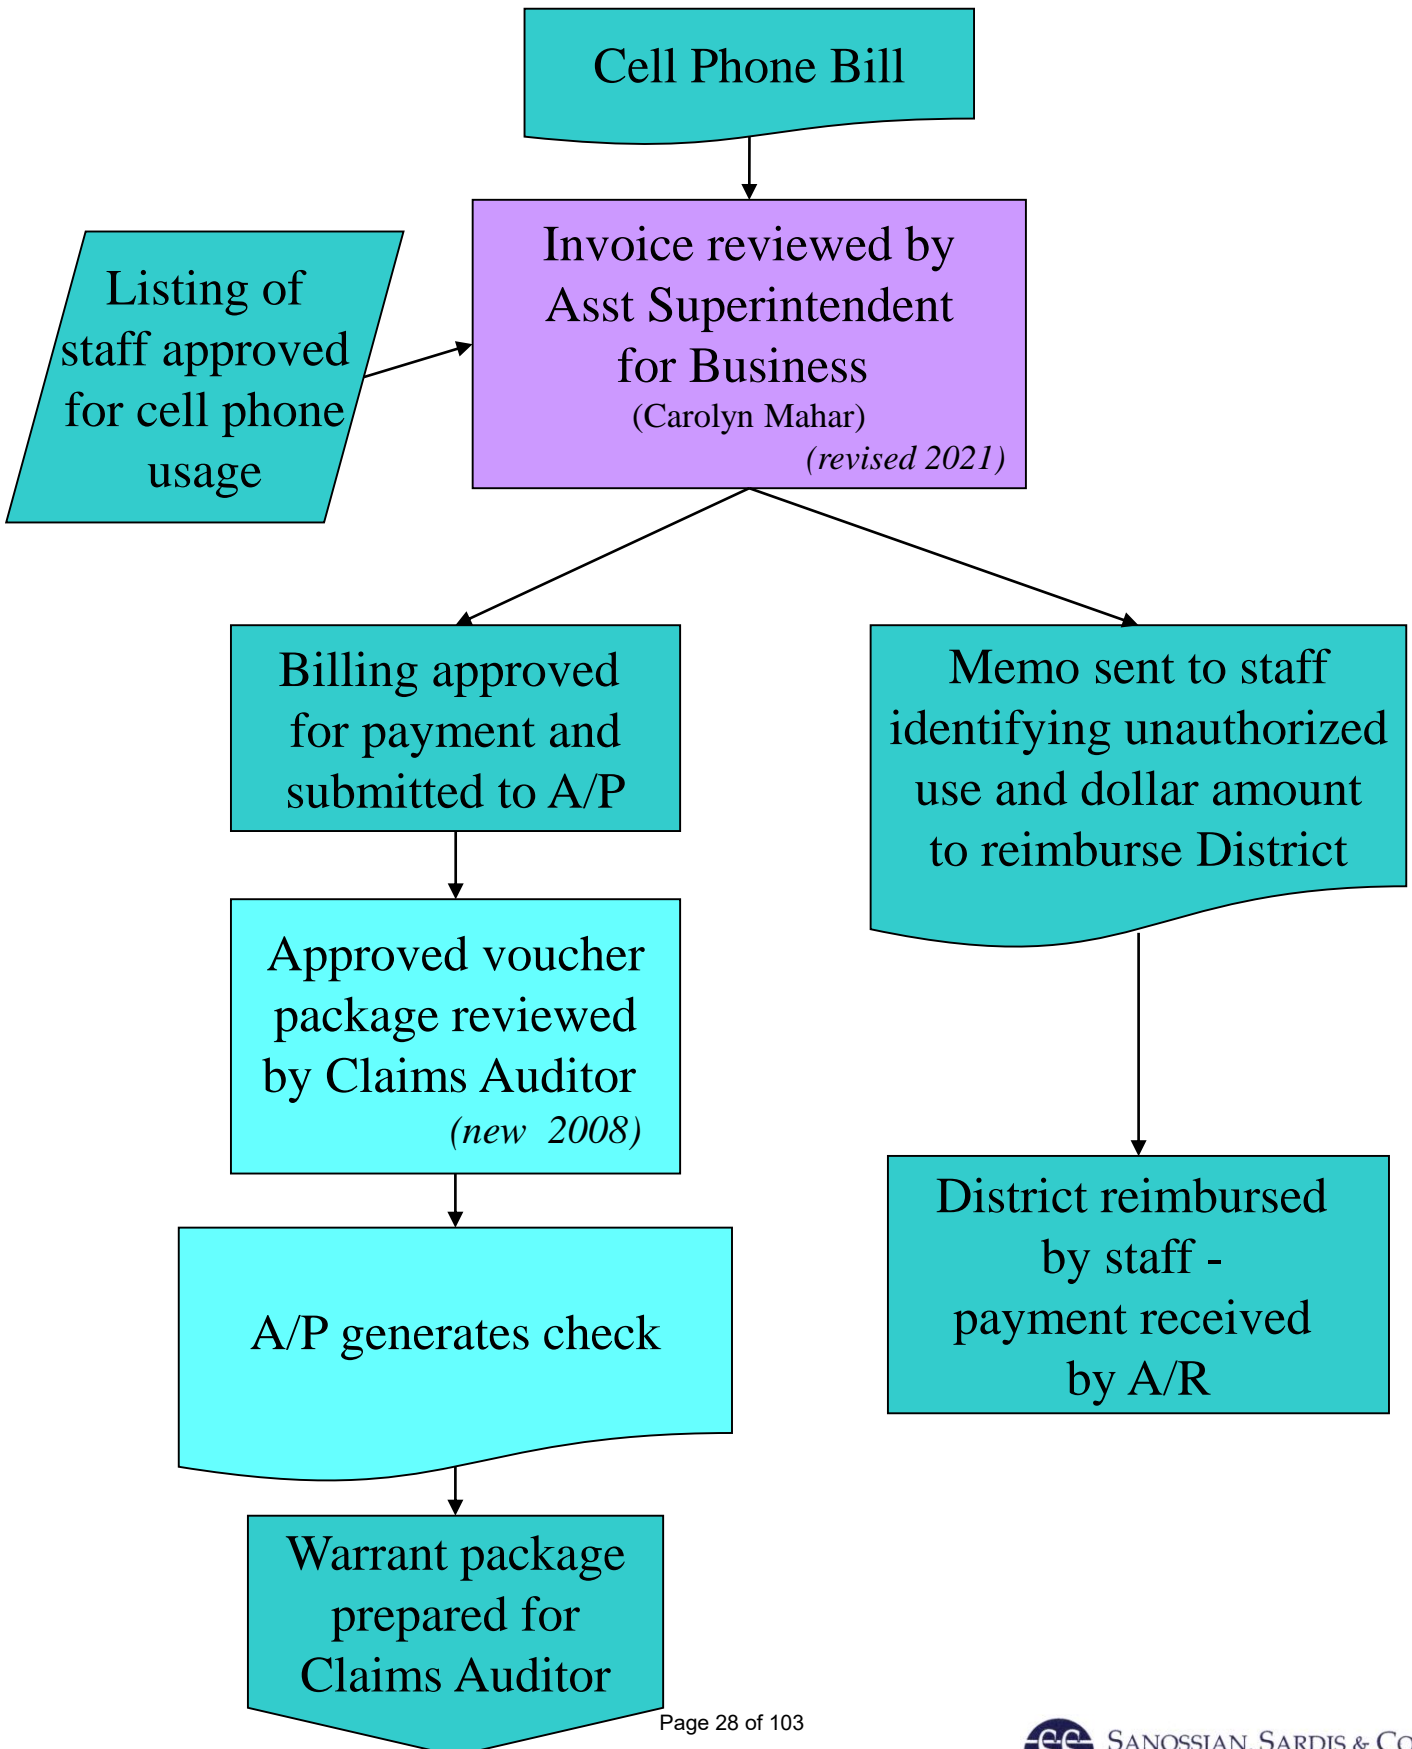 Cell Phone Bill
Invoice reviewed by
Asst Superintendent
for Business
(Carolyn Mahar)
(revised 2021)
Listing of
staff approved
for cell phone
usage
Billing approved
for payment and
submitted to A/P
Memo sent to staff
identifying unauthorized
use and dollar amount
to reimburse District
Approved voucher
package reviewed
by Claims Auditor
(new 2008)
District reimbursed
by staff -
payment received
by A/R
A/P generates check
Warrant package
prepared for
Claims Auditor
Page 28 of 103
SANOSSIAN, SARDIS & CO